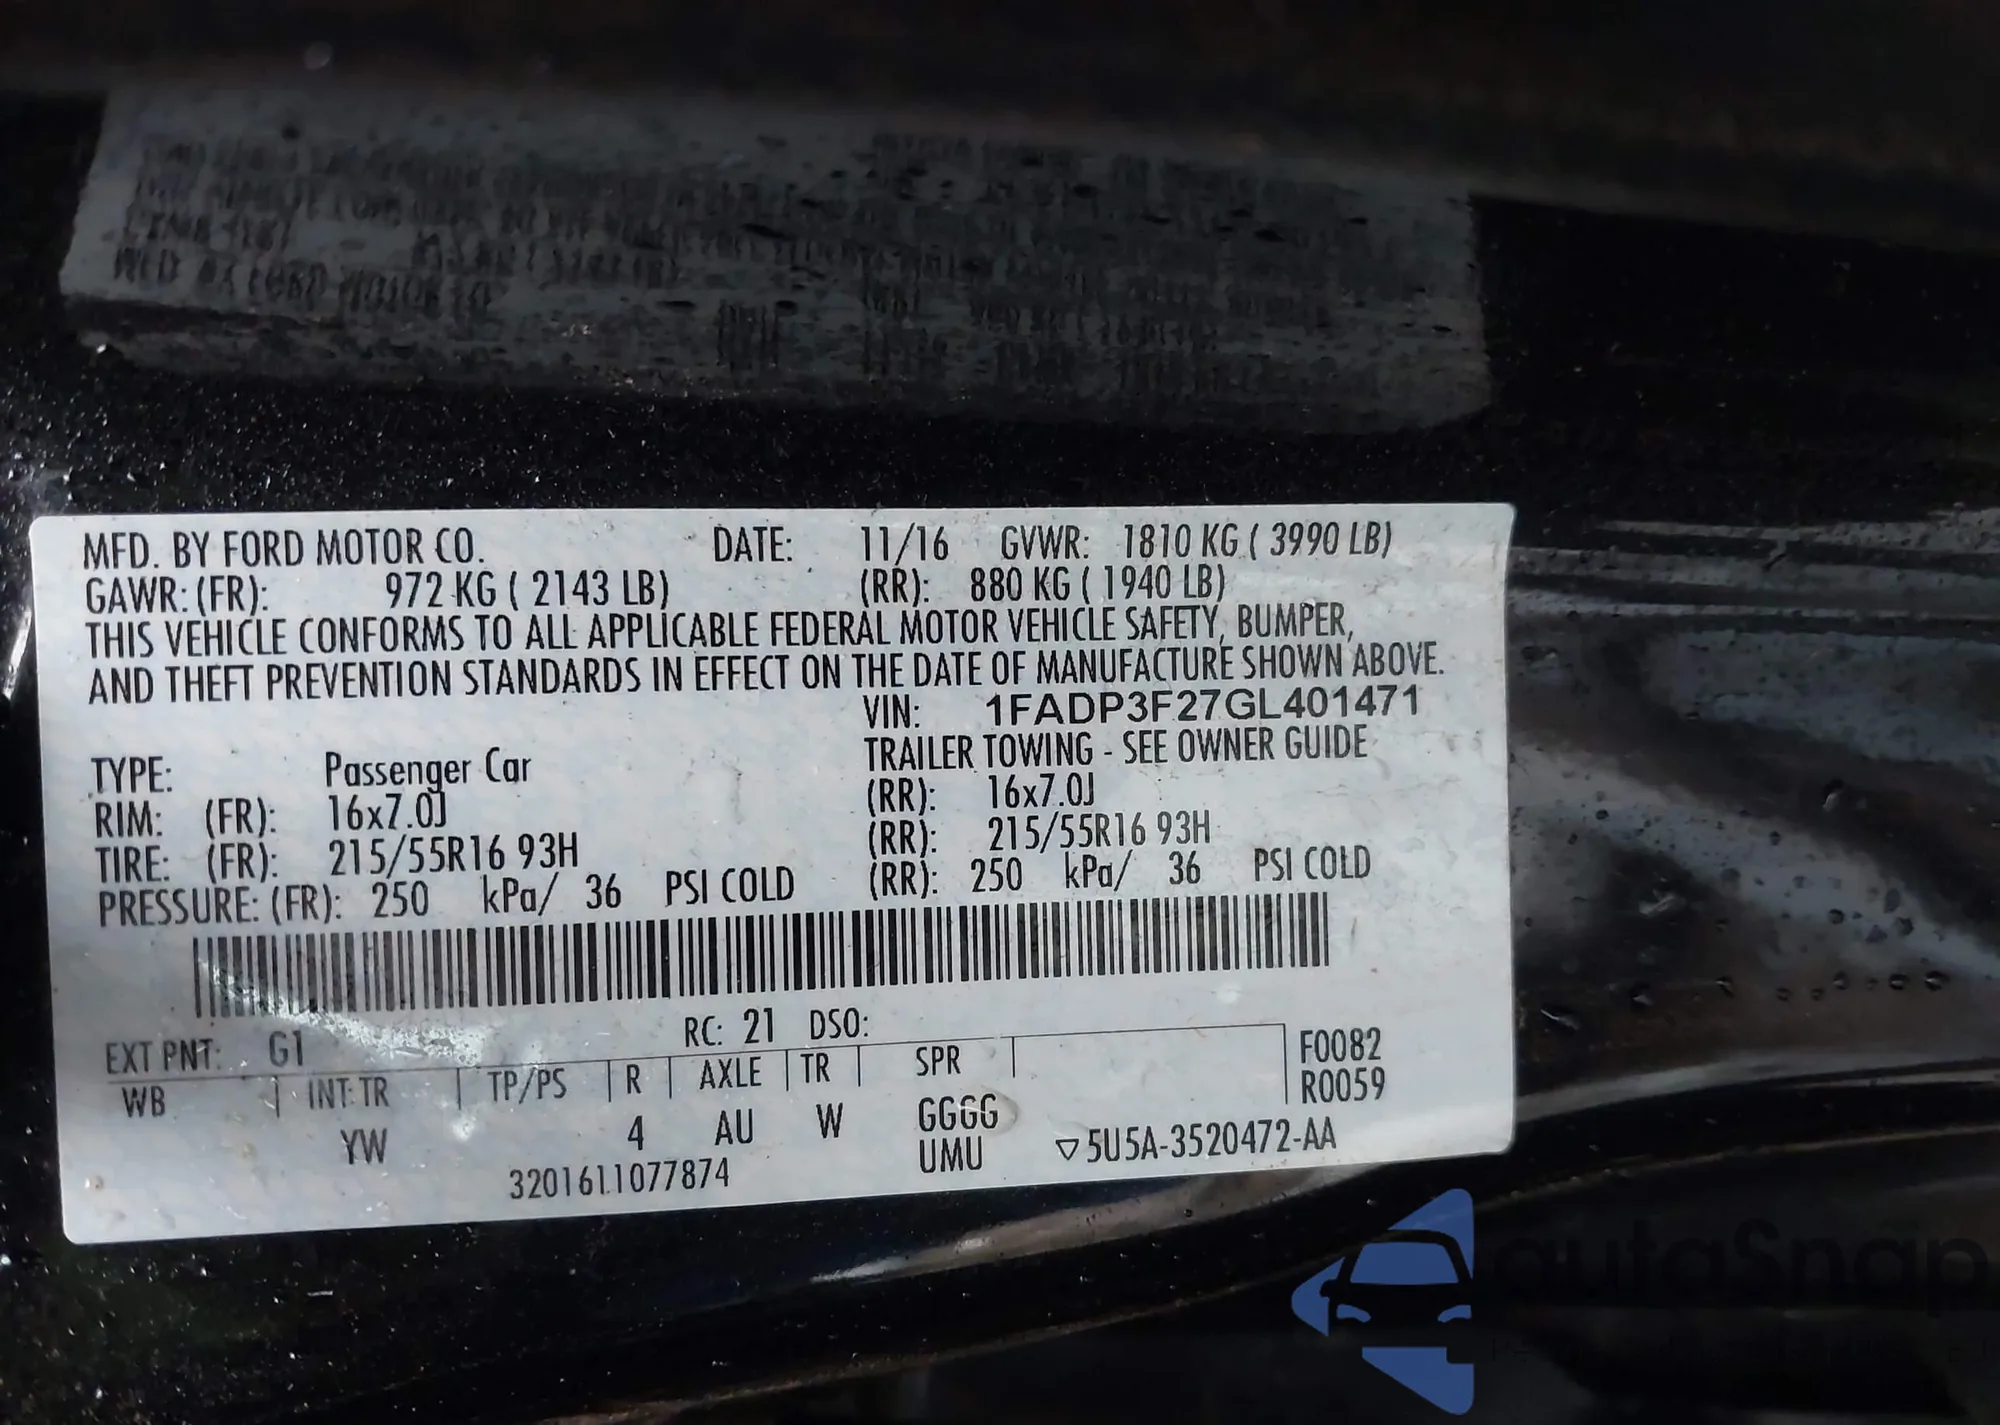 MFD. BY FORD MOTOR CO. DATE: 11/16 GVWR: 1810 KG ( 3990 LB)
GAWR: (FR): 972 KG ( 2143 LB) (RR): 880 KG ( 1940 LB)
THIS VEHICLE CONFORMS TO ALL APPLICABLE FEDERAL MOTOR VEHICLE SAFETY, BUMPER,
AND THEFT PREVENTION STANDARDS IN EFFECT ON THE DATE OF MANUFACTURE SHOWN ABOVE.
VIN: 1FADP3F27GL401471
TRAILER TOWING - SEE OWNER GUIDE
TYPE: Passenger Car
RIM: (FR): 16x7.0J (RR): 16x7.0J
TIRE: (FR): 215/55R16 93H (RR): 215/55R16 93H
PRESSURE: (FR): 250 kPa/ 36 PSI COLD (RR): 250 kPa/ 36 PSI COLD
RC: 21 DSO:
EXT PNT: G1 F0082
WB INT TR TP/PS R AXLE TR SPR R0059
YW 4 AU W GGGG
UMU ▽5U5A-3520472-AA
3201611077874
autoSnap